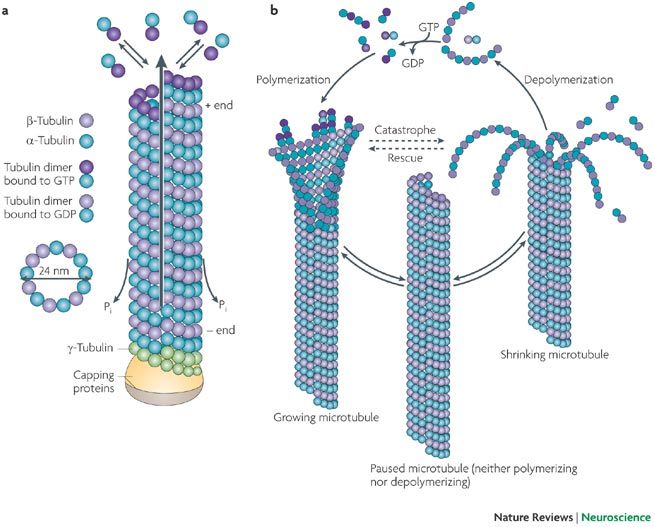 a
β-Tubulin
α-Tubulin
Tubulin dimer
bound to GTP
Tubulin dimer
bound to GDP
24 nm
+ end
Pi
Pi
– end
γ-Tubulin
Capping
proteins
b
GTP
GDP
Polymerization
Depolymerization
Catastrophe
Rescue
Growing microtubule
Shrinking microtubule
Paused microtubule (neither polymerizing
nor depolymerizing)
Nature Reviews | Neuroscience